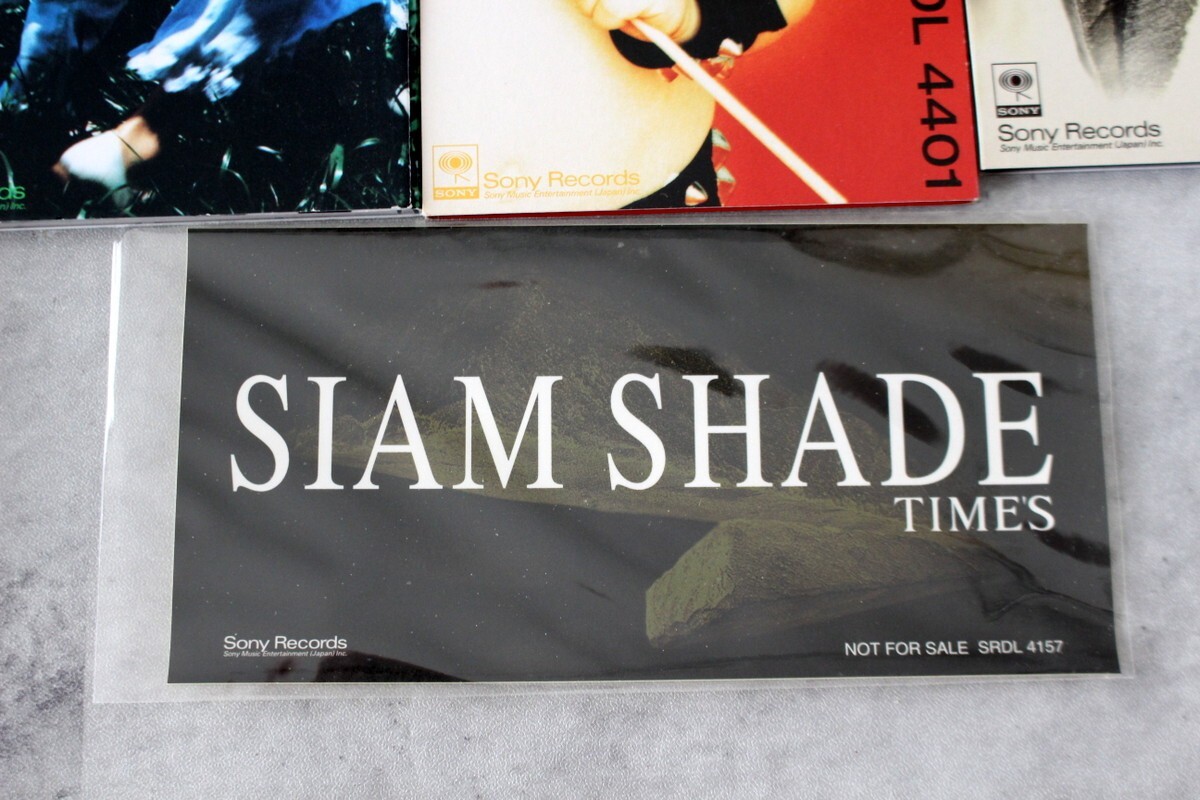 DL 4401
SONY
Sony Records
Sony Music Entertainment (Japan) Inc.
SONY
Sony Records
Sony Music Entertainment (Japan) Inc.
SIAM SHADE
TIME'S
Sony Records
Sony Music Entertainment (Japan) Inc.
NOT FOR SALE SRDL 4157